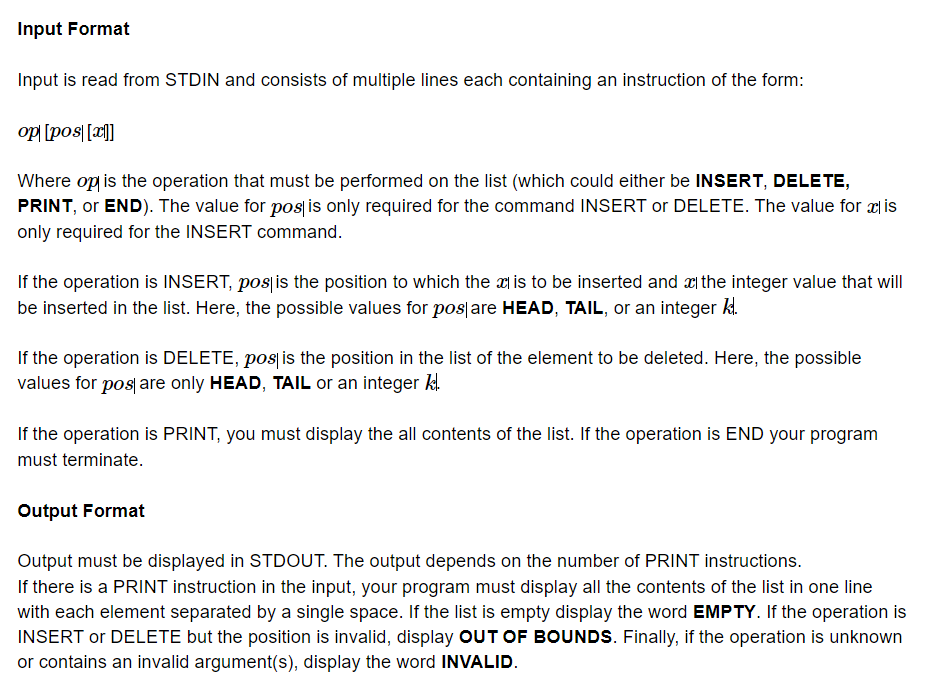 Input Format
Input is read from STDIN and consists of multiple lines each containing an instruction of the form:
op [pos [x]]
Where op is the operation that must be performed on the list (which could either be INSERT, DELETE,
PRINT, or END). The value for pos is only required for the command INSERT or DELETE. The value for x is
only required for the INSERT command.
If the operation is INSERT, pos is the position to which the x is to be inserted and x the integer value that will
be inserted in the list. Here, the possible values for pos are HEAD, TAIL, or an integer k.
If the operation is DELETE, pos is the position in the list of the element to be deleted. Here, the possible
values for pos are only HEAD, TAIL or an integer k.
If the operation is PRINT, you must display the all contents of the list. If the operation is END your program
must terminate.
Output Format
Output must be displayed in STDOUT. The output depends on the number of PRINT instructions.
If there is a PRINT instruction in the input, your program must display all the contents of the list in one line
with each element separated by a single space. If the list is empty display the word EMPTY. If the operation is
INSERT or DELETE but the position is invalid, display OUT OF BOUNDS. Finally, if the operation is unknown
or contains an invalid argument(s), display the word INVALID.